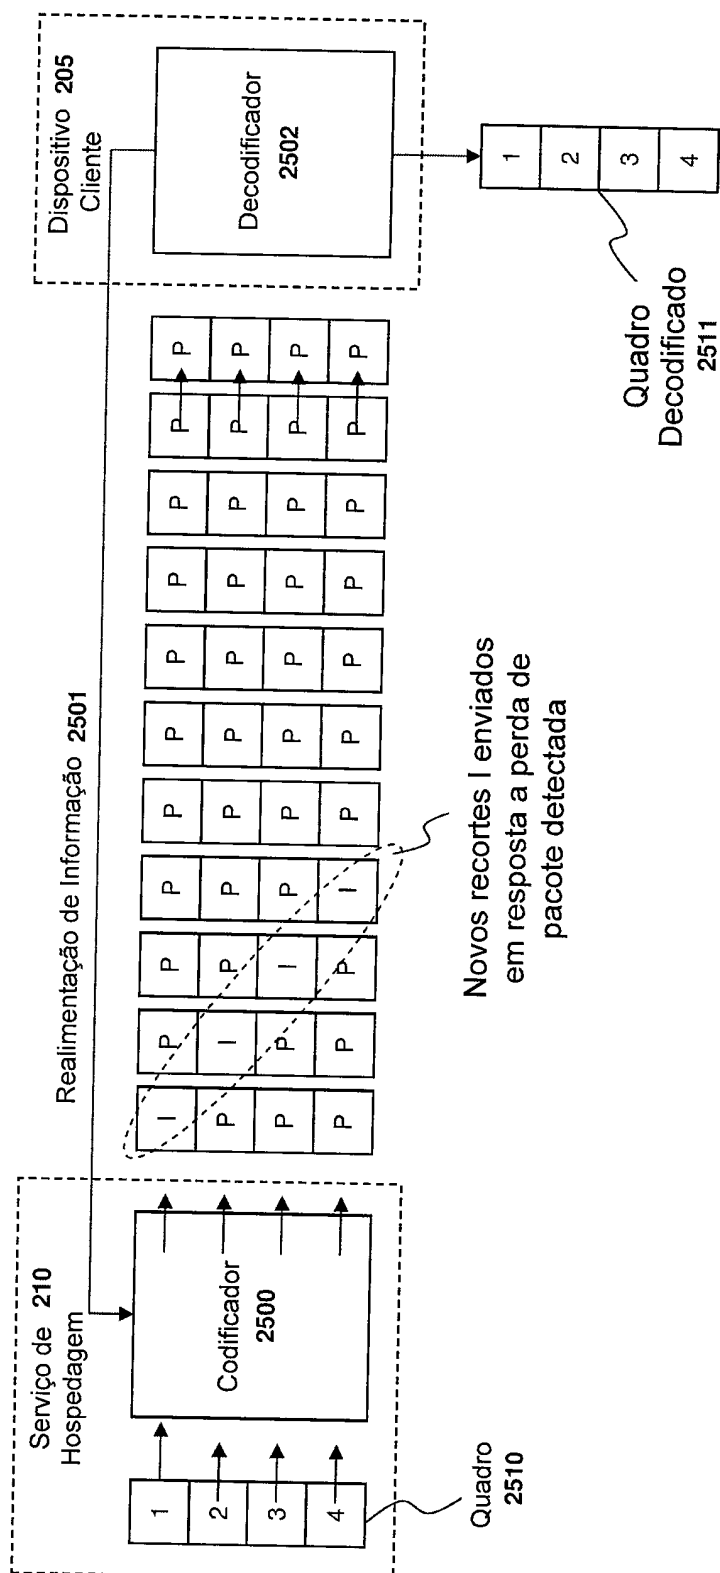 Serviço de 210
Hospedagem
Realimentação de Informação 2501
Dispositivo 205
Cliente
Codificador
2500
Decodificador
2502
1
2
3
4
Quadro
2510
I P P P P P P P P P P
P I P P P P P P P P P
P P I P P P P P P P P
P P P I P P P P P P P
Novos recortes I enviados
em resposta a perda de
pacote detectada
1
2
3
4
Quadro
Decodificado
2511